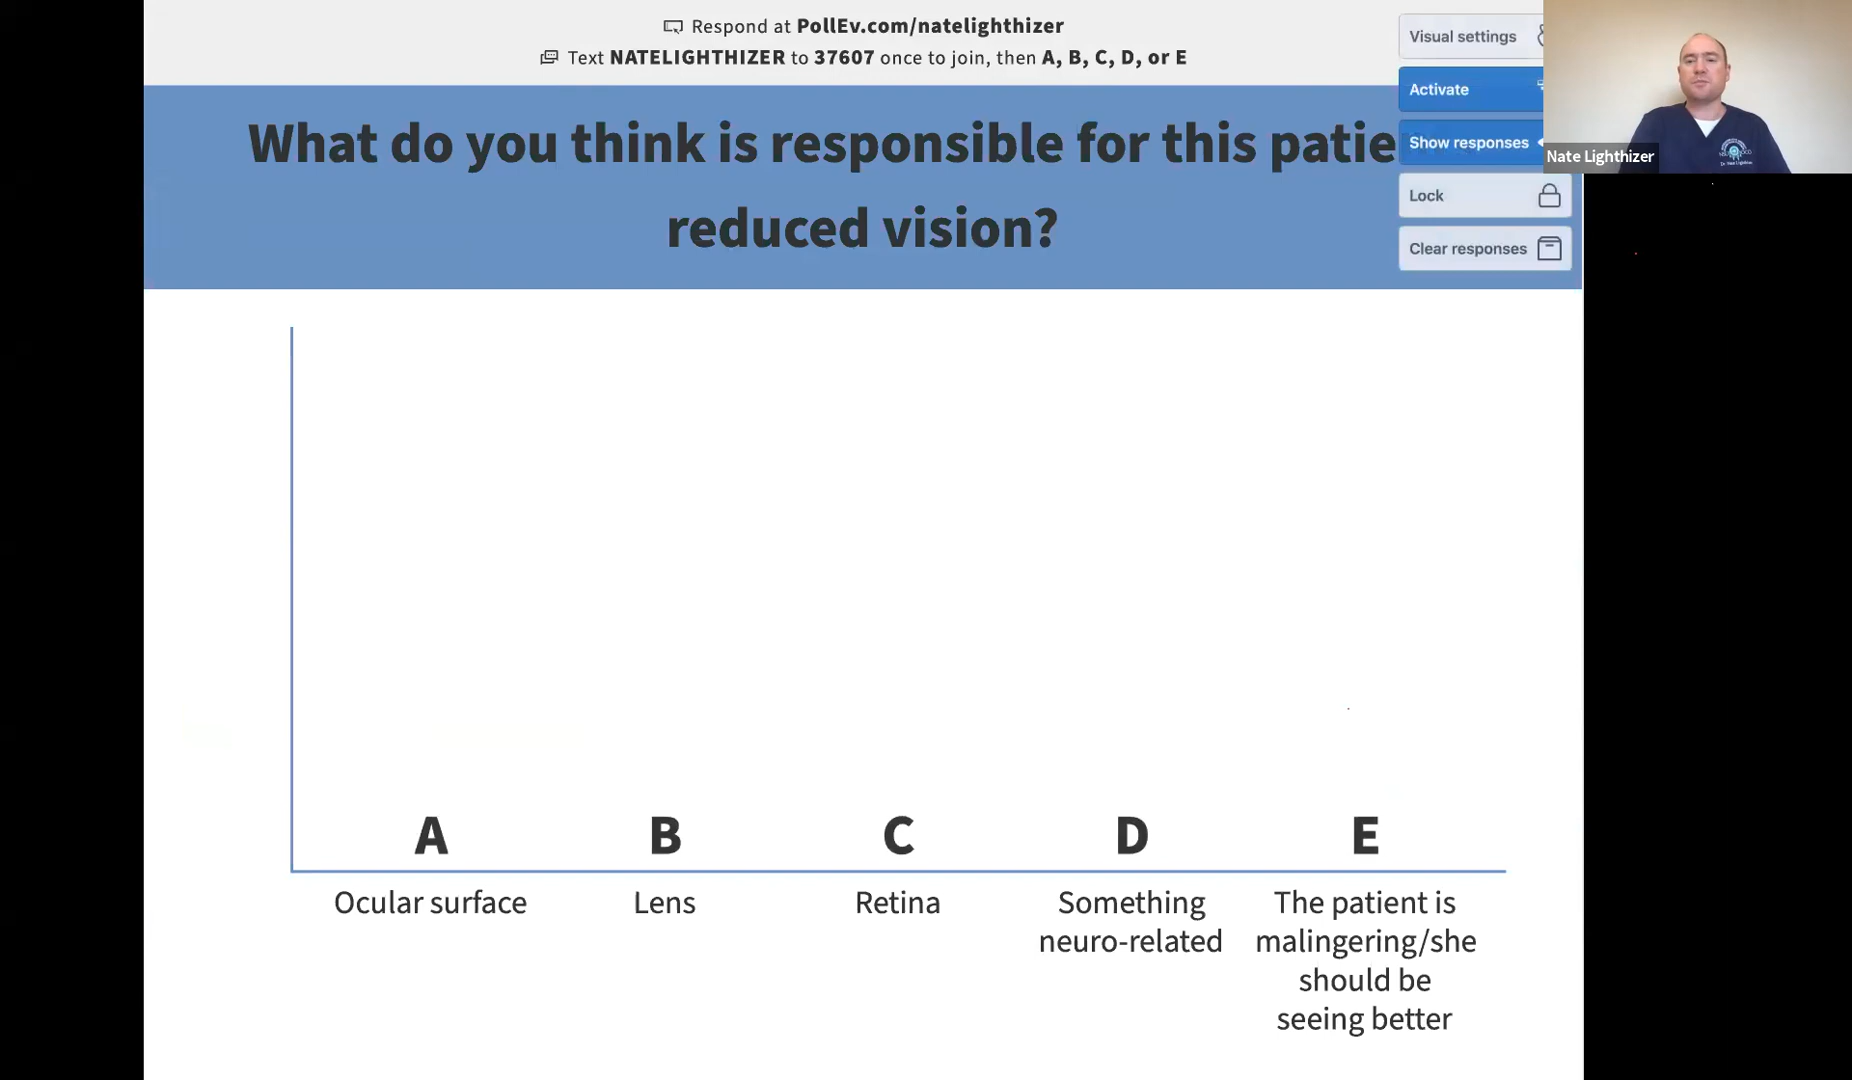 Respond at PollEv.com/natelighthizer
Text NATELIGHTHIZER to 37607 once to join, then A, B, C, D, or E
What do you think is responsible for this patie
reduced vision?
Visual settings
Activate
Show responses
Lock
Clear responses
Nate Lighthizer
A
B
C
D
E
Ocular surface
Lens
Retina
Something
neuro-related
The patient is
malingering/she
should be
seeing better